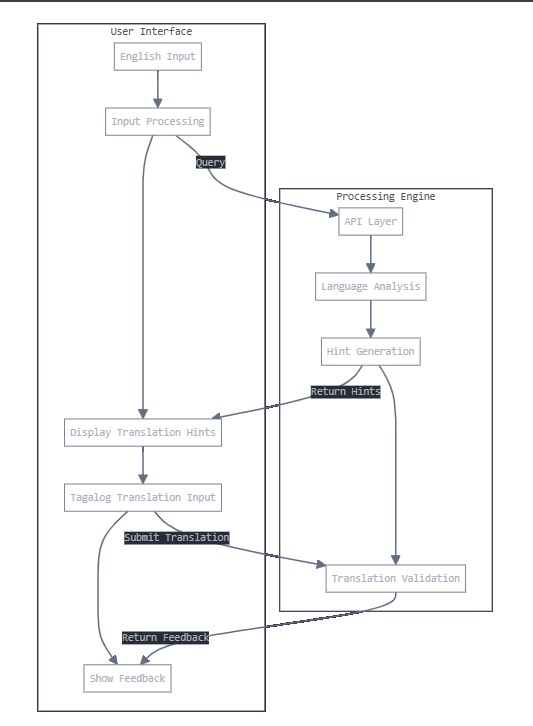 User Interface
English Input
Input Processing
Query
Processing Engine
API Layer
Language Analysis
Hint Generation
Return Hints
Display Translation Hints
Tagalog Translation Input
Submit Translation
Translation Validation
Return Feedback
Show Feedback